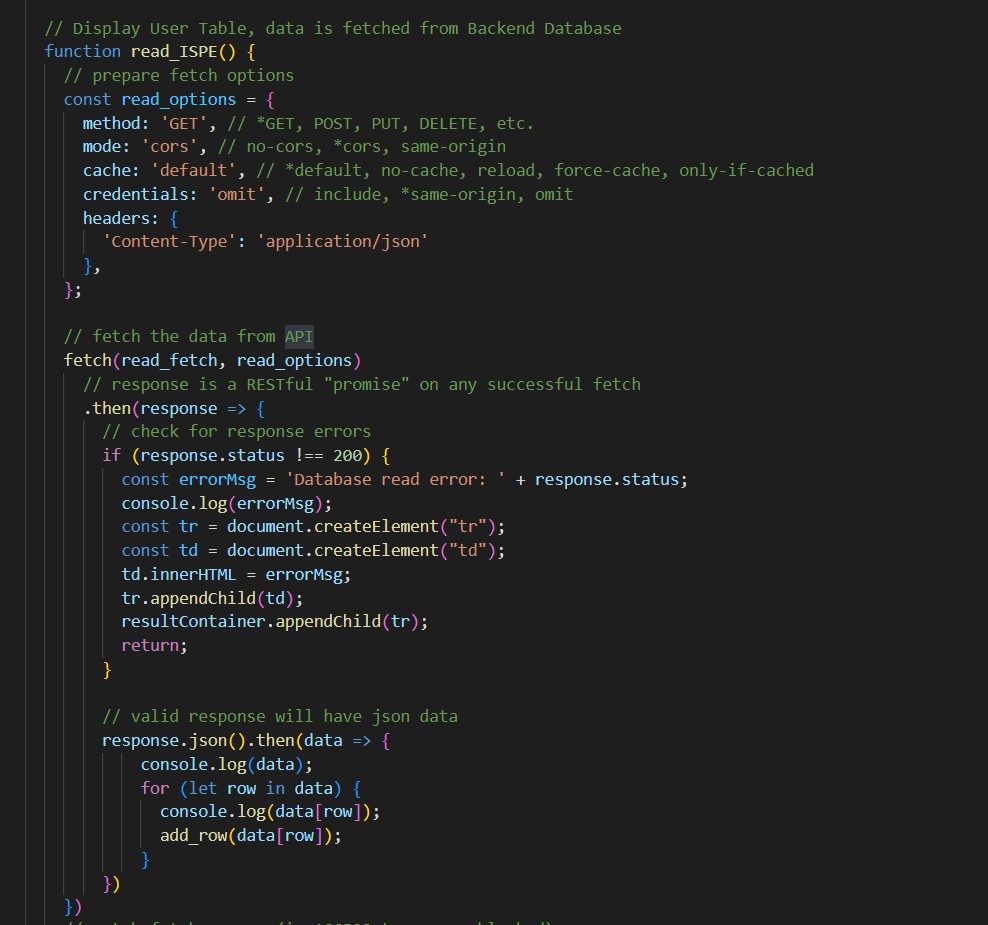 // Display User Table, data is fetched from Backend Database
function read_ISPE() {
// prepare fetch options
const read_options = {
method: 'GET', // *GET, POST, PUT, DELETE, etc.
mode: 'cors', // no-cors, *cors, same-origin
cache: 'default', // *default, no-cache, reload, force-cache, only-if-cached
credentials: 'omit', // include, *same-origin, omit
headers: {
'Content-Type': 'application/json'
},
};
// fetch the data from API
fetch(read_fetch, read_options)
// response is a RESTful "promise" on any successful fetch
.then(response => {
// check for response errors
if (response.status !== 200) {
const errorMsg = 'Database read error: ' + response.status;
console.log(errorMsg);
const tr = document.createElement("tr");
const td = document.createElement("td");
td.innerHTML = errorMsg;
tr.appendChild(td);
resultContainer.appendChild(tr);
return;
}
// valid response will have json data
response.json().then(data => {
console.log(data);
for (let row in data) {
console.log(data[row]);
add_row(data[row]);
}
})
})